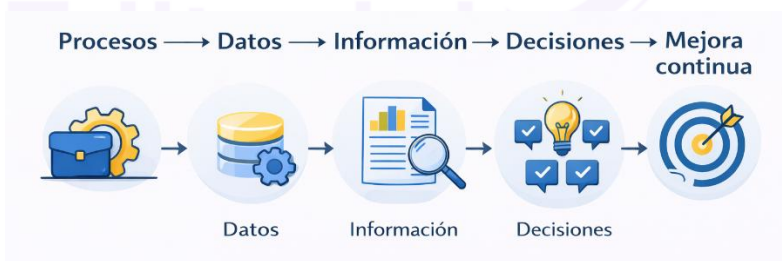 Procesos → Datos → Información → Decisiones → Mejora
continua
Datos
Información
Decisiones